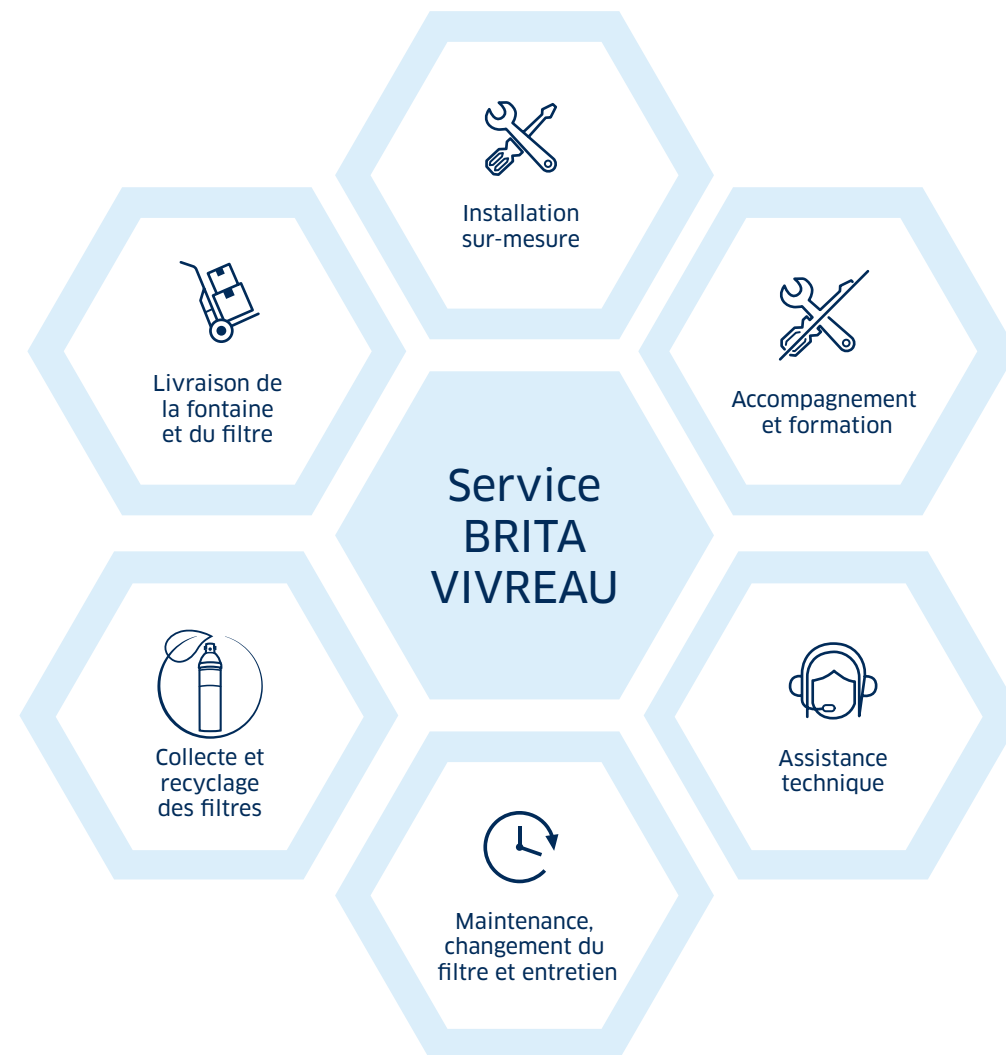 Installation
sur-mesure
Livraison de
la fontaine
et du filtre
Accompagnement
et formation
Service
BRITA
VIVREAU
Collecte et
recyclage
des filtres
Assistance
technique
Maintenance,
changement du
filtre et entretien